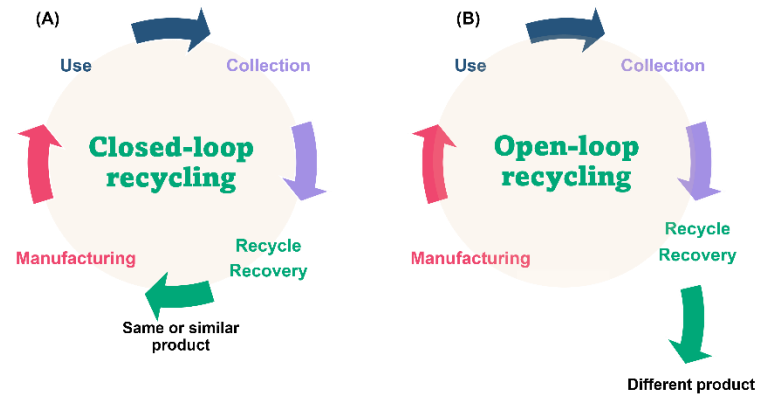 (A)
Use
Collection
Closed-loop
recycling
Manufacturing
Recycle
Recovery
Same or similar
product
(B)
Use
Collection
Open-loop
recycling
Manufacturing
Recycle
Recovery
Different product